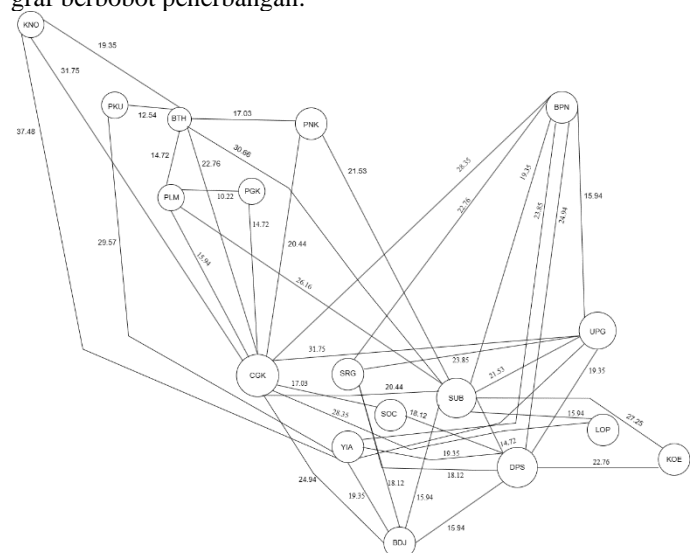 graf berbobot penerbangan.
KNO
19.35
31.75
PKU
12.54
BTH
17.03
PNK
BPN
37.48
30.66
14.72
22.76
21.53
28.35
19.35
22.76
23.85
24.94
15.94
PLM
10.22
PGK
14.72
29.57
15.94
20.44
26.16
UPG
31.75
CGK
SRG
23.85
21.53
19.35
17.03
20.44
SUB
SOC
18.12
28.35
15.94
27.25
LOP
YIA
19.35
14.72
DPS
22.76
KOE
18.12
18.12
24.94
19.35
15.94
15.94
BDJ